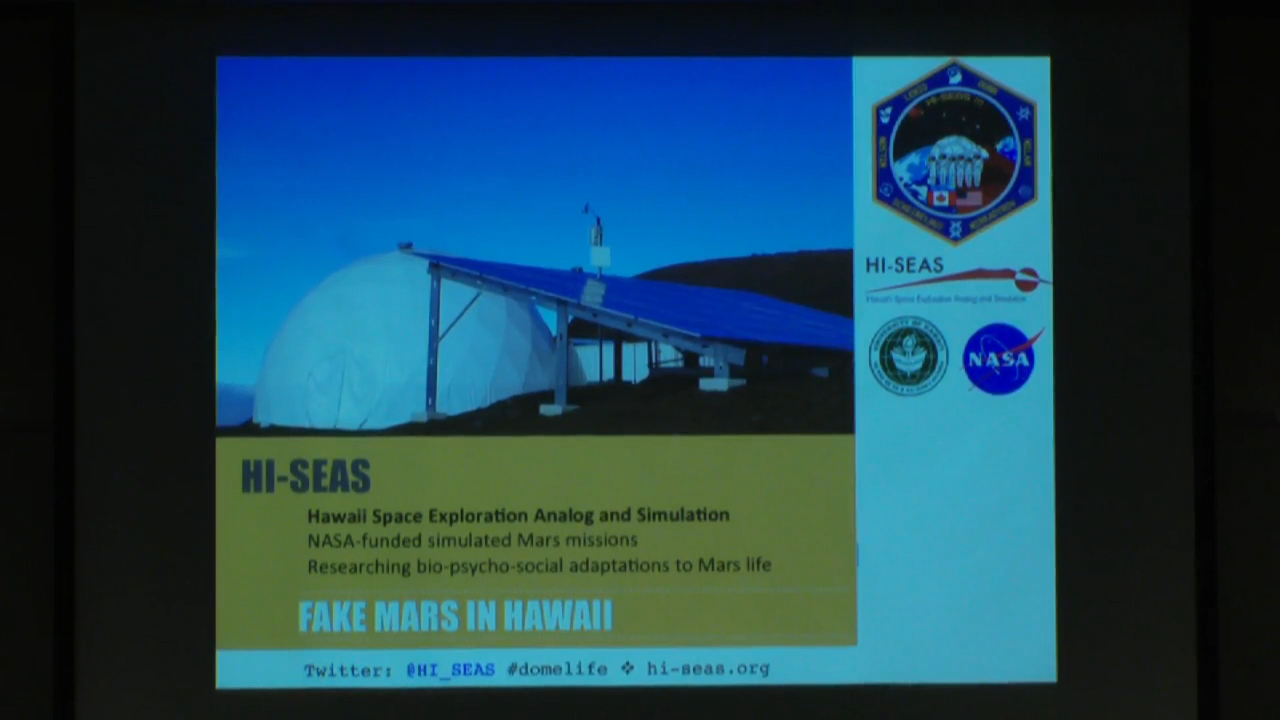 HI-SEAS
Hawaii Space Exploration Analog and Simulation
NASA
HI-SEAS
Hawaii Space Exploration Analog and Simulation
NASA-funded simulated Mars missions
Researching bio-psycho-social adaptations to Mars life
FAKE MARS IN HAWAII
Twitter: @HI_SEAS #domelife ❖ hi-seas.org